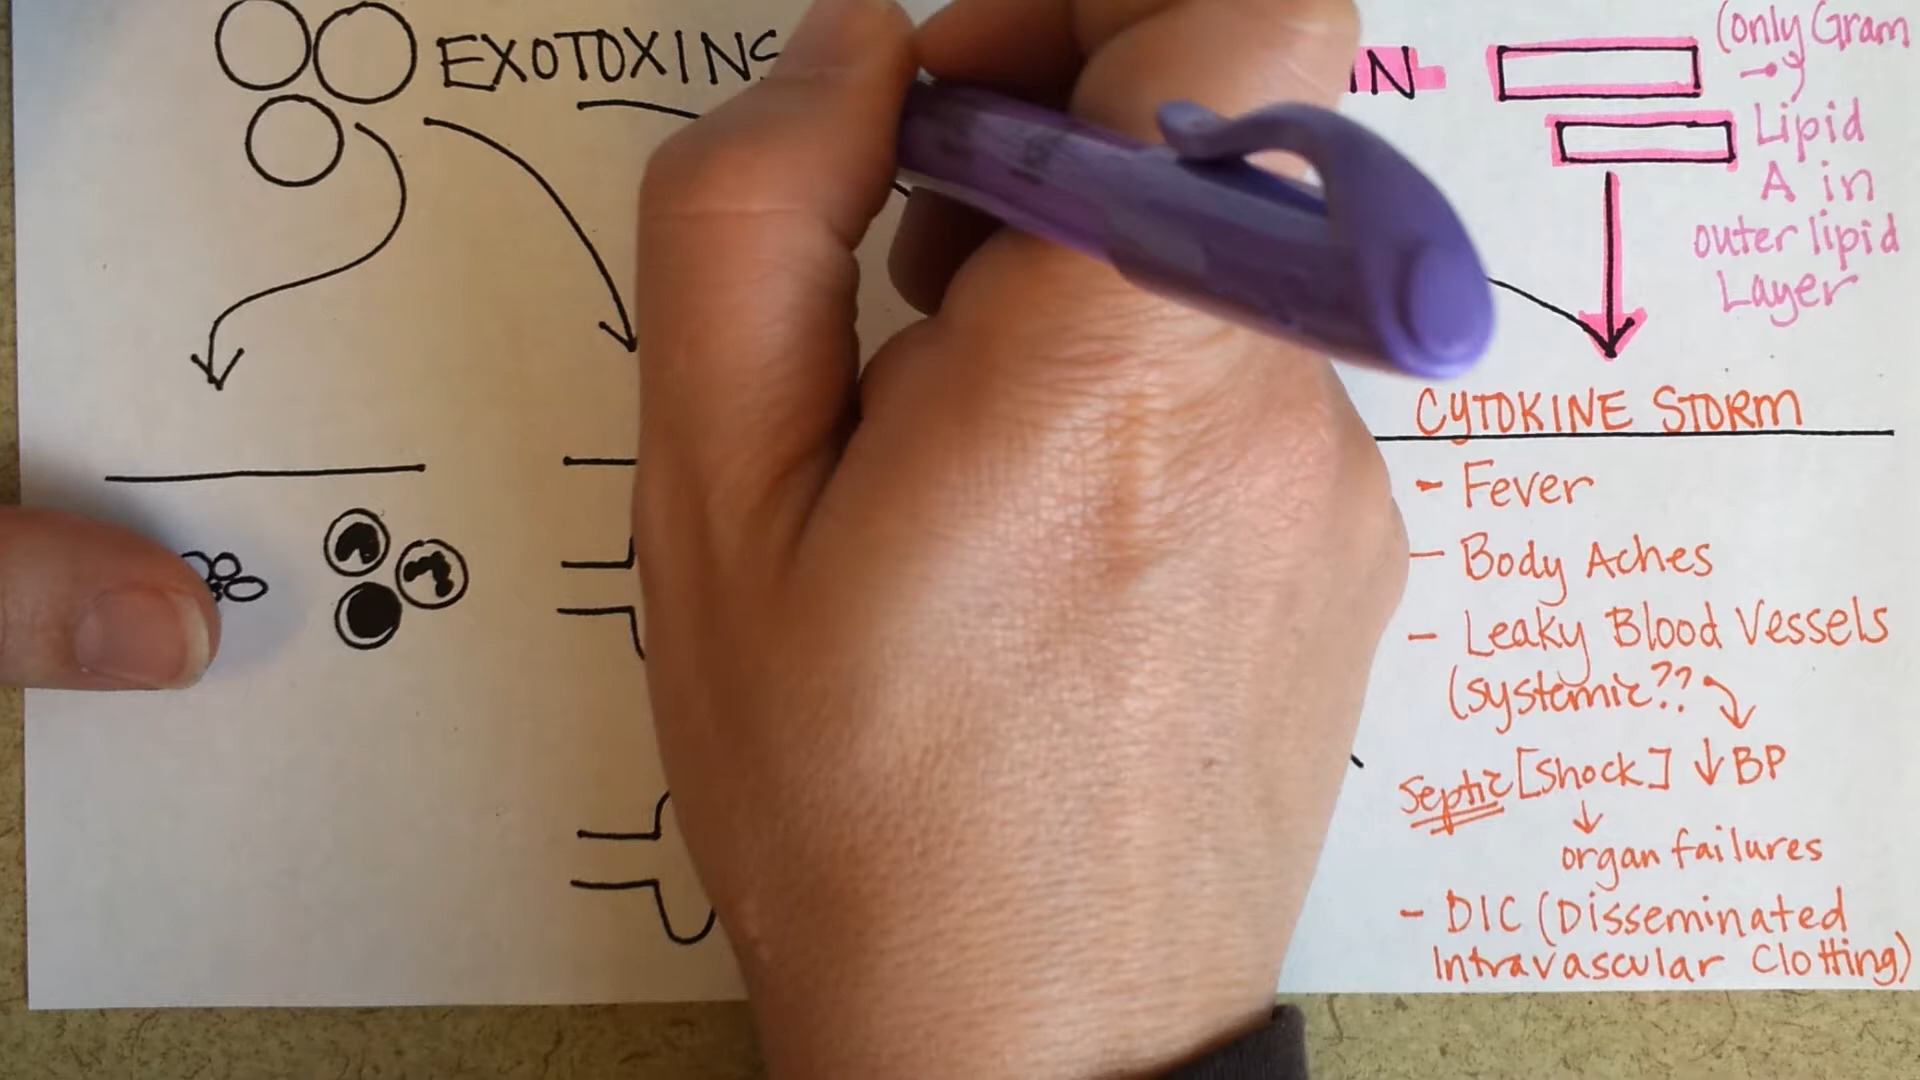 EXOTOXINS
IN
(only Gram
-
Lipid
A in
outer lipid
Layer
CYTOKINE STORM
- Fever
- Body Aches
- Leaky Blood Vessels
(systemic??
Septic [Shock] ↓ BP
organ failures
- DIC (Disseminated
Intravascular Clotting)